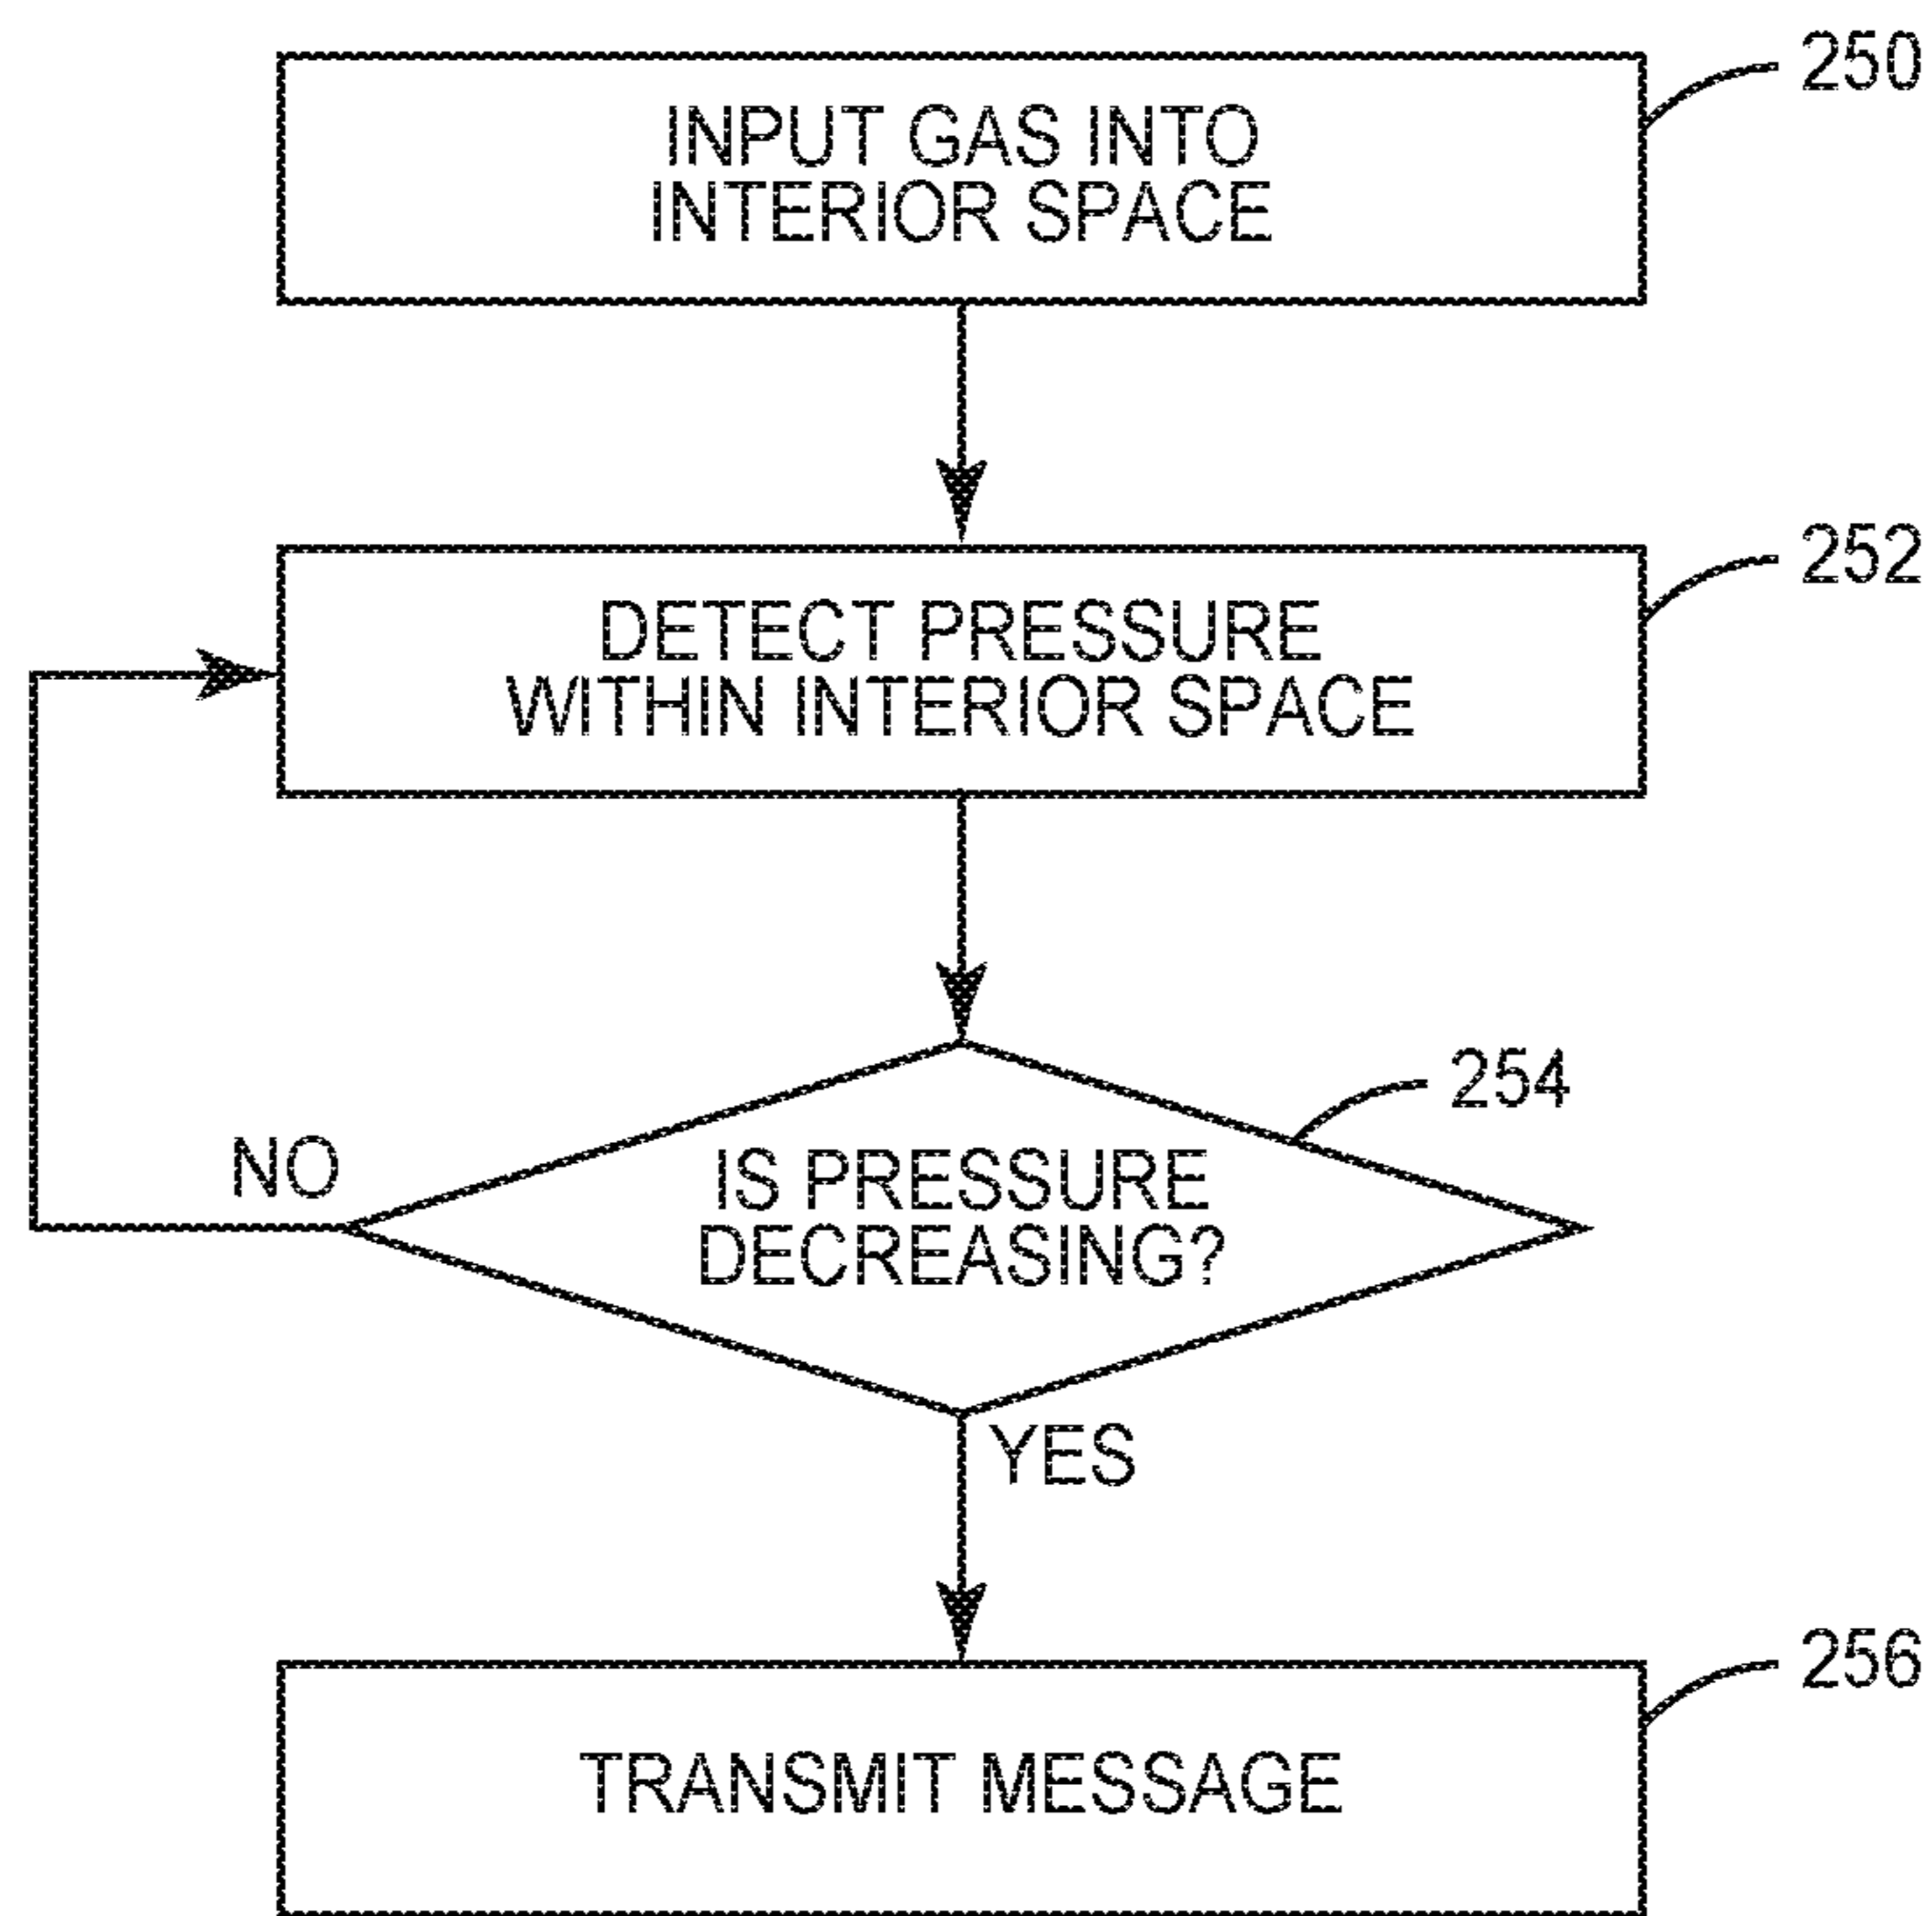 250
INPUT GAS INTO
INTERIOR SPACE
252
DETECT PRESSURE
WITHIN INTERIOR SPACE
254
NO
IS PRESSURE
DECREASING?
YES
256
TRANSMIT MESSAGE